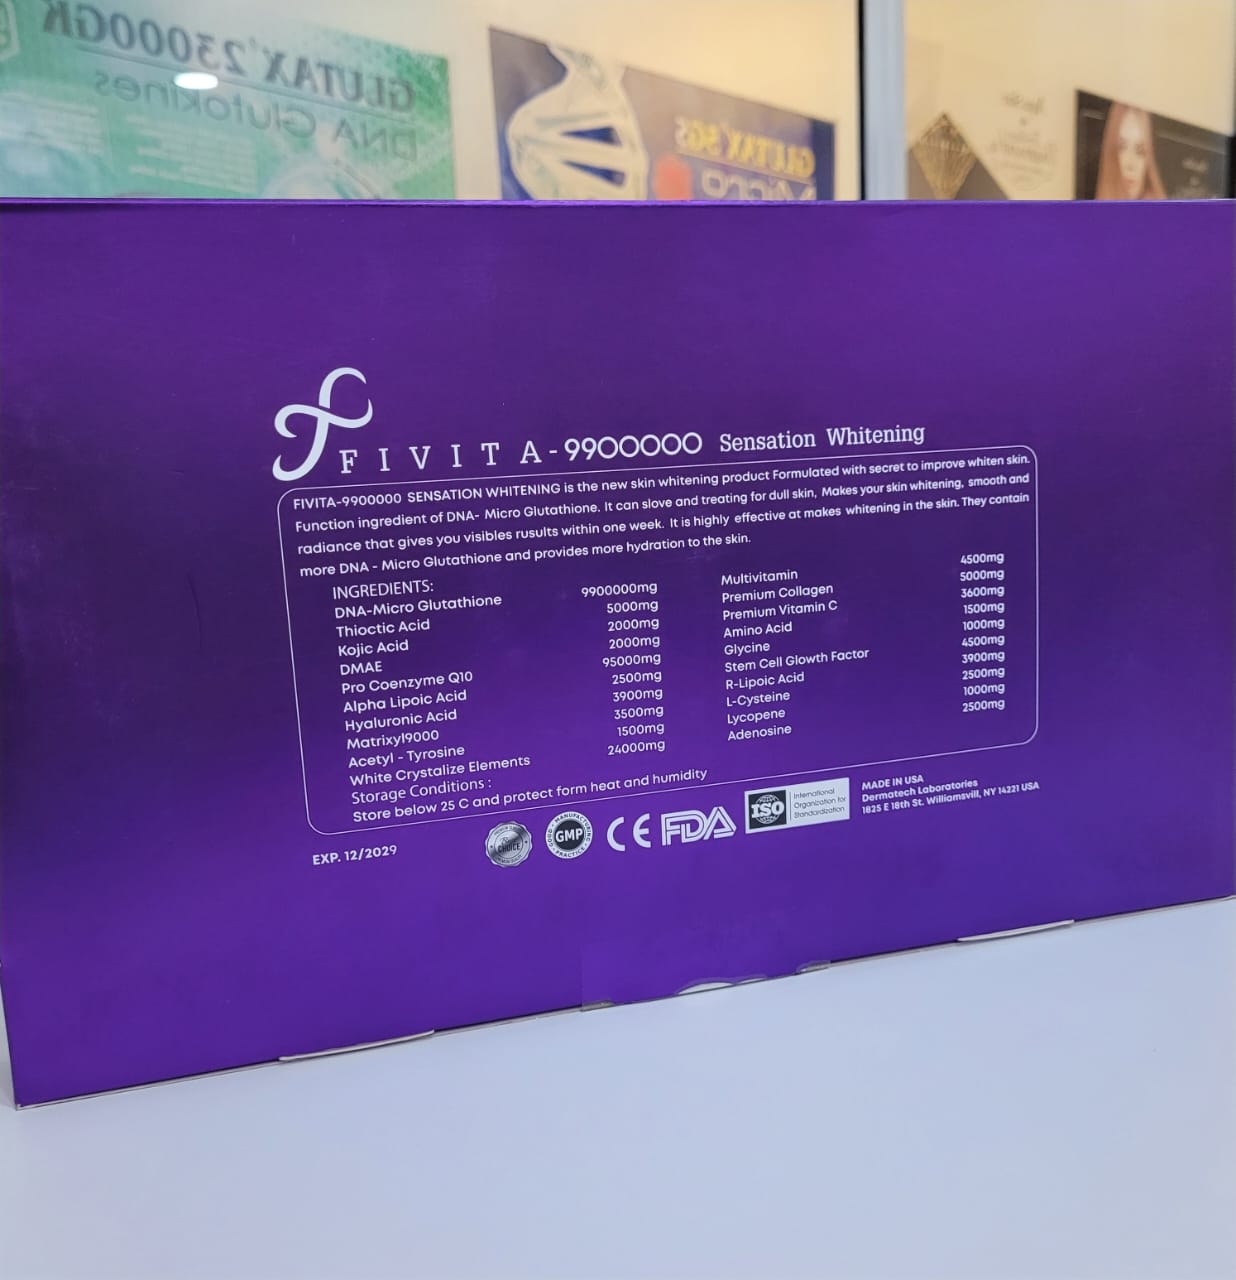 GLUTAX 23000GK
DNA Glutokines
GLUTAX 5GS
Micro
FIVITA-9900000 Sensation Whitening
FIVITA-9900000 SENSATION WHITENING is the new skin whitening product Formulated with secret to improve whiten skin.
Function ingredient of DNA- Micro Glutathione. It can slove and treating for dull skin, Makes your skin whitening, smooth and
radiance that gives you visibles rusults within one week. It is highly effective at makes whitening in the skin. They contain
more DNA - Micro Glutathione and provides more hydration to the skin.
INGREDIENTS:
DNA-Micro Glutathione 9900000mg
Thioctic Acid 5000mg
Kojic Acid 2000mg
DMAE 2000mg
Pro Coenzyme Q10 95000mg
Alpha Lipoic Acid 2500mg
Hyaluronic Acid 3900mg
Matrixyl9000 3500mg
Acetyl - Tyrosine 1500mg
White Crystalize Elements 24000mg
Multivitamin 4500mg
Premium Collagen 5000mg
Premium Vitamin C 3600mg
Amino Acid 1500mg
Glycine 1000mg
Stem Cell Glowth Factor 4500mg
R-Lipoic Acid 3900mg
L-Cysteine 2500mg
Lycopene 1000mg
Adenosine 2500mg
Storage Conditions :
Store below 25 C and protect form heat and humidity
EXP. 12/2029
CHOICE
GOOD MANUFACTURING
GMP
PRACTICE
CE
FDA
ISO
International
Organization for
Standardization
MADE IN USA
Dermatech Laboratories
1825 E 18th St. Williamsvill, NY 14221 USA